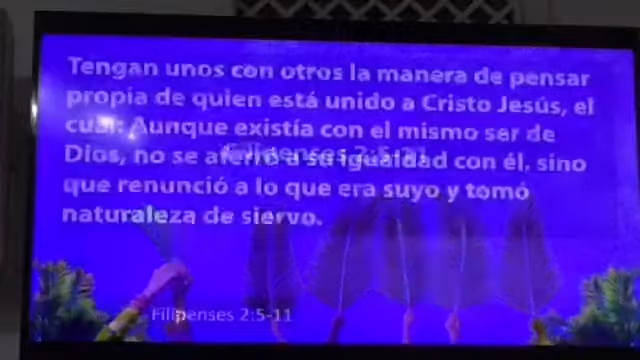 Tengan unos con otros la manera de pensar
propia de quien está unido a Cristo Jesús, el
cual: Aunque existía con el mismo ser de
Dios, no se aferró a su igualdad con él, sino
que renunció a lo que era suyo y tomó
naturaleza de siervo.
Filipenses 2:5-11